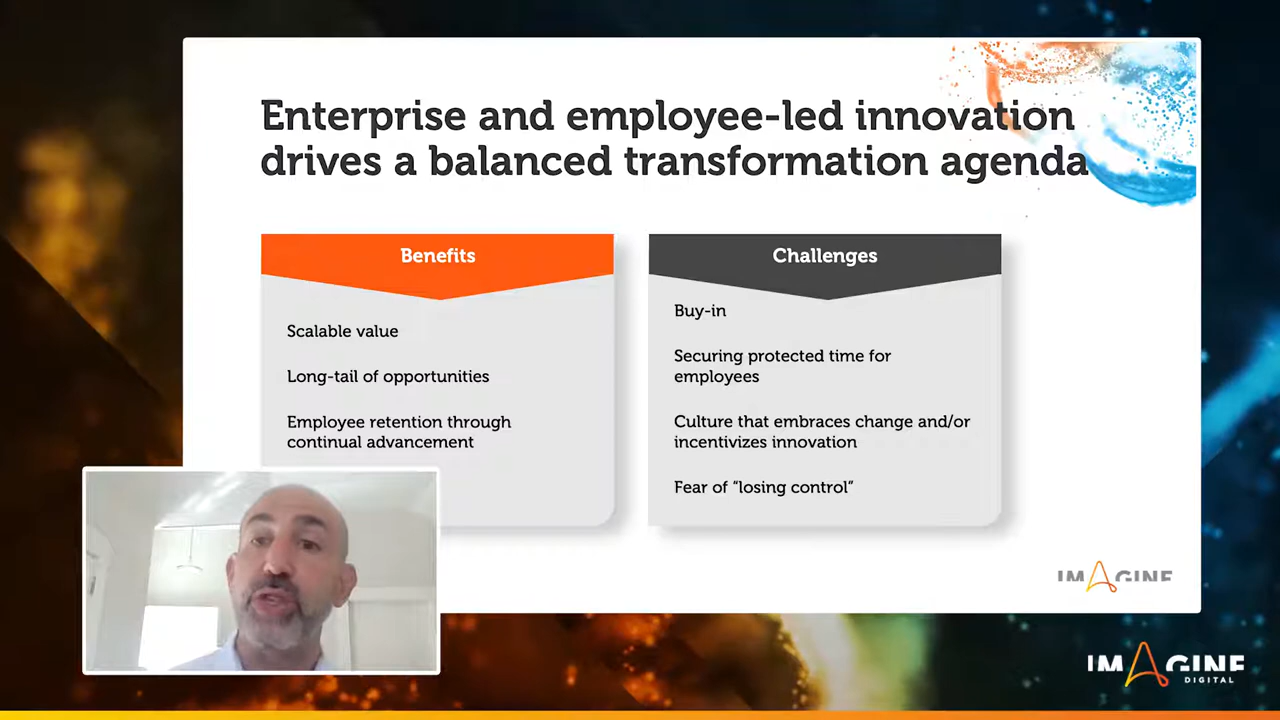 Enterprise and employee-led innovation
drives a balanced transformation agenda
Benefits
Scalable value
Long-tail of opportunities
Employee retention through
continual advancement
Challenges
Buy-in
Securing protected time for
employees
Culture that embraces change and/or
incentivizes innovation
Fear of “losing control”
IMAGINE
IMAGINE
DIGITAL